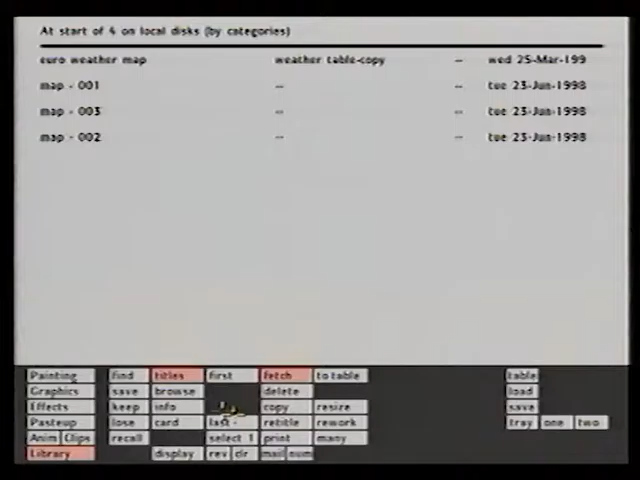 At start of 4 on local disks (by categories)
euro weather map weather table-copy -- wed 25-Mar-199
map - 001 -- -- tue 23-Jun-1998
map - 003 -- -- tue 23-Jun-1998
map - 002 -- -- tue 23-Jun-1998
Painting find titles first fetch to table table
Graphics save browse delete load
Effects keep info copy resize save
Pasteup lose card last retitle rework tray one two
Anim Clips recall select 1 print many
Library display rev clr mail num